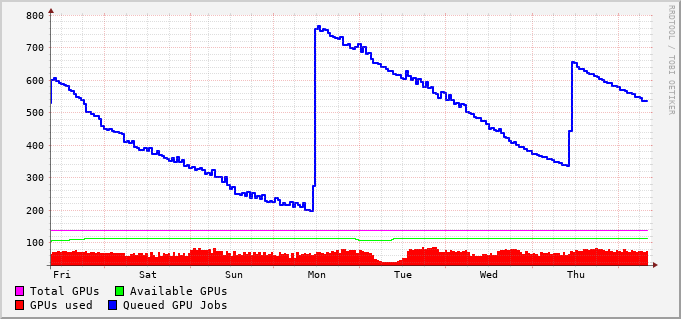 800
700
600
500
400
300
200
100
Fri Sat Sun Mon Tue Wed Thu
Total GPUs Available GPUs
GPUs used Queued GPU Jobs
RRDTOOL / TOBI OETIKER